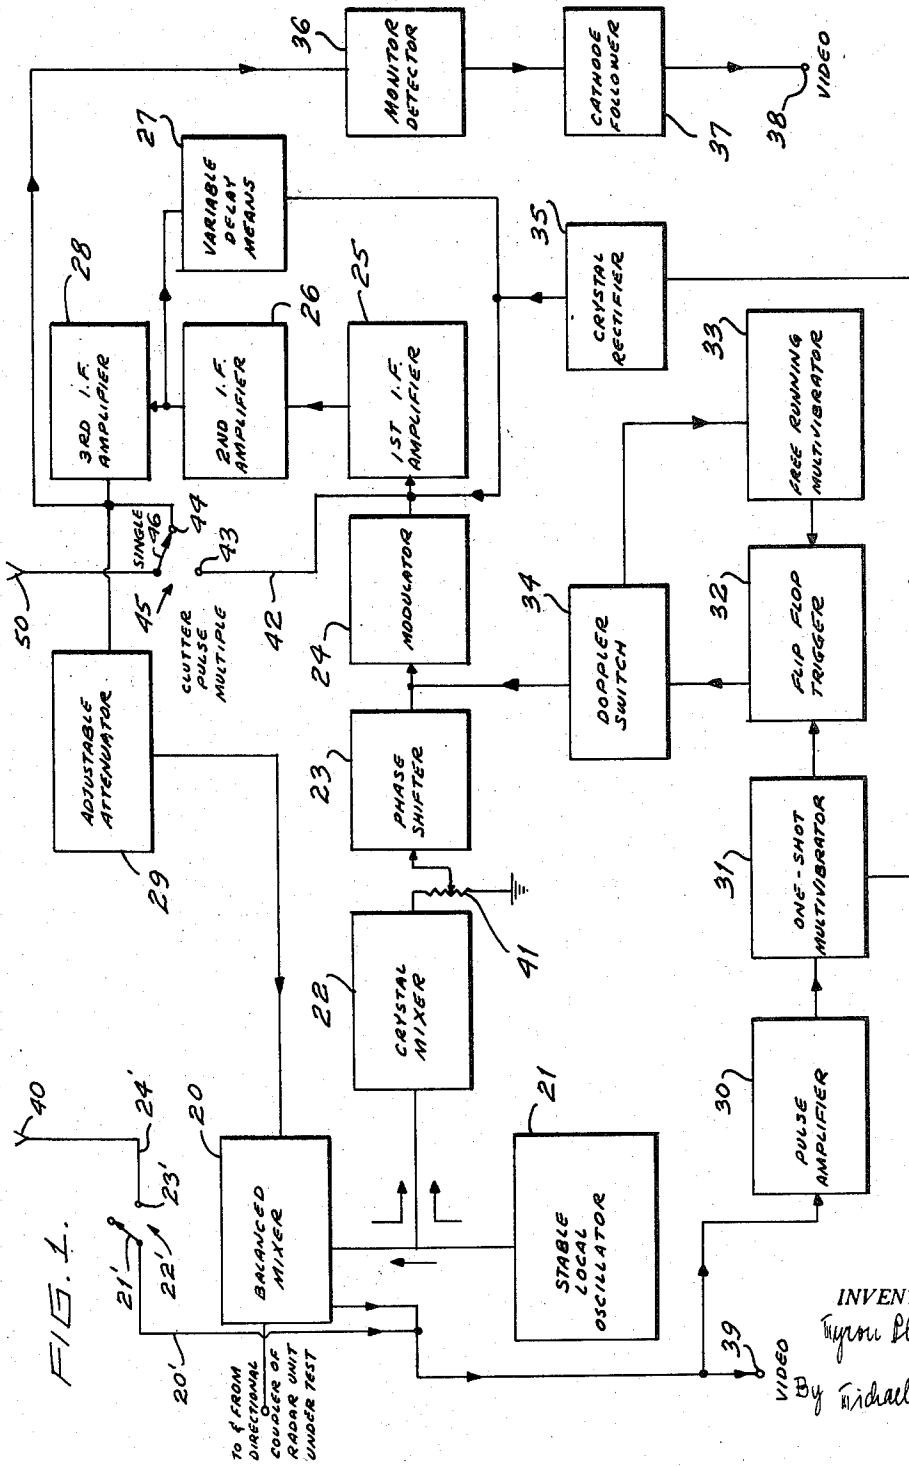 FIG. 1.
40
24'
23'
21'
22'
20'
TO & FROM
DIRECTIONAL
COUPLER OF
RADAR UNIT
UNDER TEST
20
BALANCED
MIXER
21
STABLE
LOCAL
OSCILLATOR
22
CRYSTAL
MIXER
41
23
PHASE
SHIFTER
24
MODULATOR
25
1ST I.F.
AMPLIFIER
26
2ND I.F.
AMPLIFIER
27
VARIABLE
DELAY
MEANS
28
3RD I.F.
AMPLIFIER
29
ADJUSTABLE
ATTENUATOR
50
45
SINGLE
46
44
43
CLUTTER
PULSE
MULTIPLE
42
36
MONITOR
DETECTOR
37
CATHODE
FOLLOWER
38
VIDEO
35
CRYSTAL
RECTIFIER
34
DOPPLER
SWITCH
33
FREE RUNNING
MULTIVIBRATOR
32
FLIP FLOP
TRIGGER
31
ONE-SHOT
MULTIVIBRATOR
30
PULSE
AMPLIFIER
39
VIDEO
INVEN
By Michael